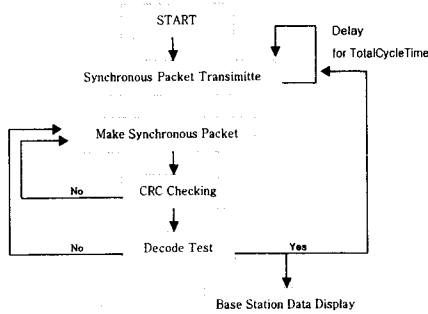 START
Delay
for TotalCycleTime
Synchronous Packet Transmitte
Make Synchronous Packet
No
CRC Checking
No
Decode Test
Yes
Base Station Data Display